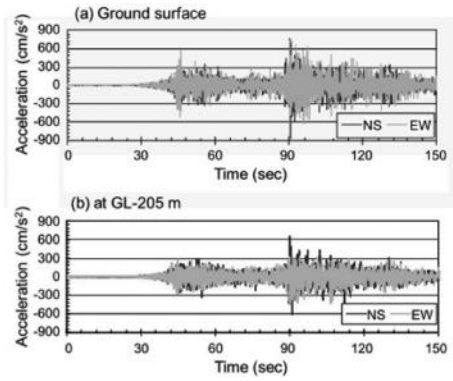 (a) Ground surface
Acceleration (cm/s²)
900
600
300
0
-300
-600
-900
NS EW
0 30 60 90 120 150
Time (sec)
(b) at GL-205 m
Acceleration (cm/s²)
900
600
300
0
-300
-600
-900
NS EW
0 30 60 90 120 150
Time (sec)